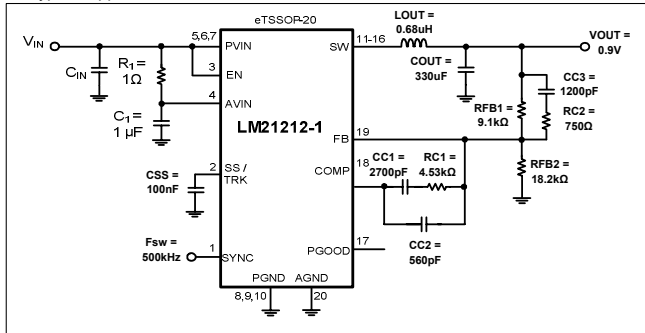 eTSSOP-20
LOUT =
0.68uH
VOUT =
0.9V
VIN
5,6,7
PVIN
SW
11-16
R1=
1Ω
CIN
3
EN
COUT =
330uF
CC3 =
1200pF
RFB1 =
9.1kΩ
RC2 =
750Ω
4
AVIN
C1=
1 µF
LM21212-1
FB
19
CSS =
100nF
2
SS /
TRK
COMP
18
CC1 =
2700pF
RC1 =
4.53kΩ
RFB2 =
18.2kΩ
CC2 =
560pF
Fsw =
500kHz
1
SYNC
PGOOD
17
PGND
AGND
8,9,10
20